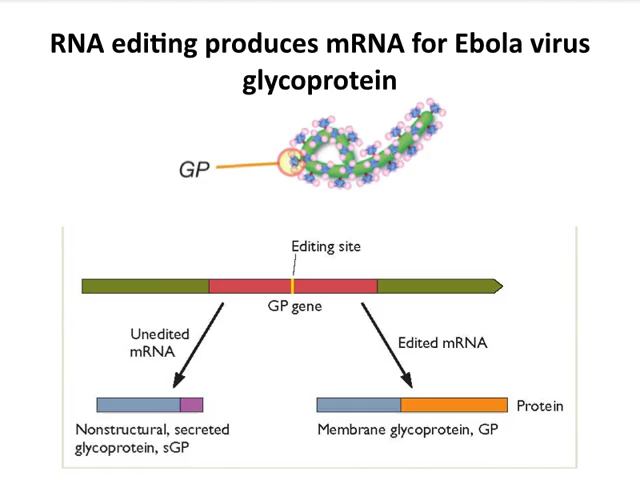 RNA editing produces mRNA for Ebola virus
glycoprotein
GP
Editing site
GP gene
Unedited
mRNA
Edited mRNA
Protein
Nonstructural, secreted
glycoprotein, sGP
Membrane glycoprotein, GP